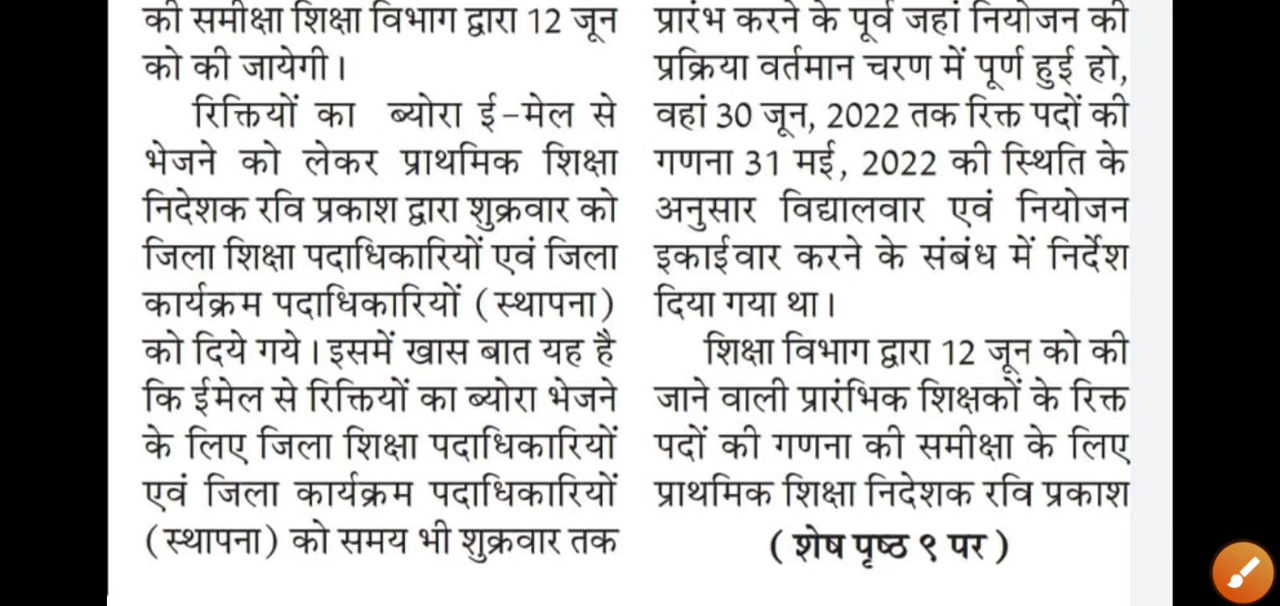 की समीक्षा शिक्षा विभाग द्वारा 12 जून
को की जायेगी।
रिक्तियों का ब्योरा ई-मेल से
भेजने को लेकर प्राथमिक शिक्षा
निदेशक रवि प्रकाश द्वारा शुक्रवार को
जिला शिक्षा पदाधिकारियों एवं जिला
कार्यक्रम पदाधिकारियों (स्थापना)
को दिये गये। इसमें खास बात यह है
कि ईमेल से रिक्तियों का ब्योरा भेजने
के लिए जिला शिक्षा पदाधिकारियों
एवं जिला कार्यक्रम पदाधिकारियों
(स्थापना) को समय भी शुक्रवार तक
प्रारंभ करने के पूर्व जहां नियोजन की
प्रक्रिया वर्तमान चरण में पूर्ण हुई हो,
वहां 30 जून, 2022 तक रिक्त पदों की
गणना 31 मई, 2022 की स्थिति के
अनुसार विद्यालवार एवं नियोजन
इकाईवार करने के संबंध में निर्देश
दिया गया था।
शिक्षा विभाग द्वारा 12 जून को की
जाने वाली प्रारंभिक शिक्षकों के रिक्त
पदों की गणना की समीक्षा के लिए
प्राथमिक शिक्षा निदेशक रवि प्रकाश
( शेष पृष्ठ ९ पर )